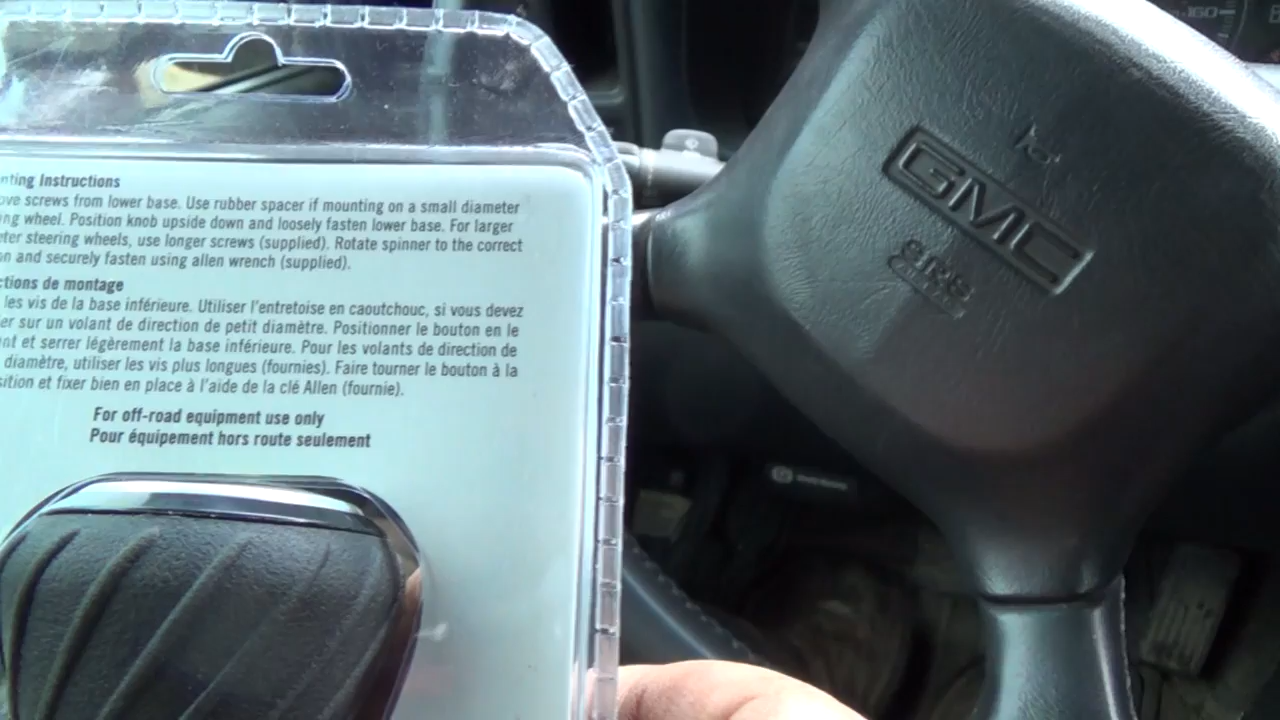 nting Instructions
ove screws from lower base. Use rubber spacer if mounting on a small diameter
ng wheel. Position knob upside down and loosely fasten lower base. For larger
ter steering wheels, use longer screws (supplied). Rotate spinner to the correct
n and securely fasten using allen wrench (supplied).
ctions de montage
les vis de la base inférieure. Utiliser l'entretoise en caoutchouc, si vous devez
er sur un volant de direction de petit diamètre. Positionner le bouton en le
nt et serrer légèrement la base inférieure. Pour les volants de direction de
diamètre, utiliser les vis plus longues (fournies). Faire tourner le bouton à la
sition et fixer bien en place à l'aide de la clé Allen (fournie).
For off-road equipment use only
Pour équipement hors route seulement
GMC
SRS
160